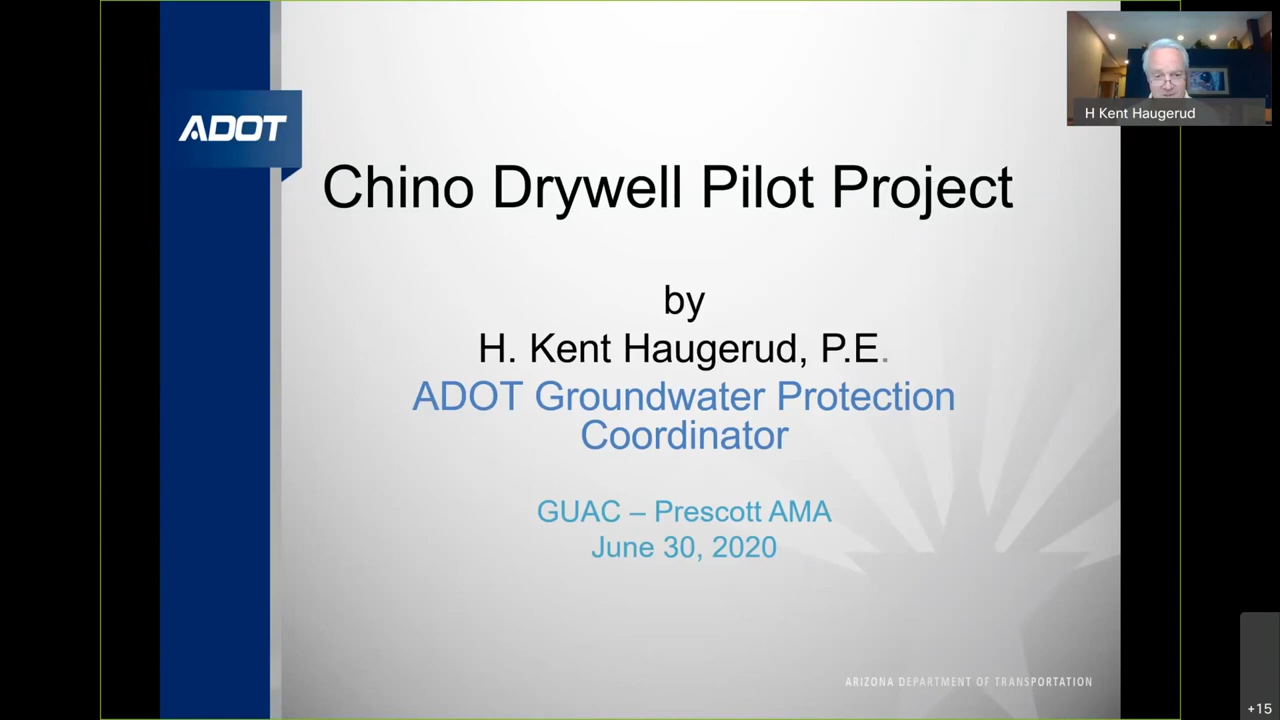 ADOT
Chino Drywell Pilot Project
by
H. Kent Haugerud, P.E.
ADOT Groundwater Protection
Coordinator
GUAC – Prescott AMA
June 30, 2020
ARIZONA DEPARTMENT OF TRANSPORTATION
H Kent Haugerud
+15